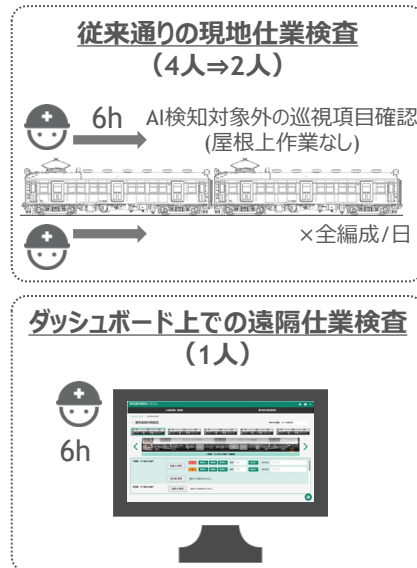 従来通りの現地仕業検査
（4人⇒2人）
6h AI検知対象外の巡視項目確認
(屋根上作業なし)
×全編成/日
ダッシュボード上での遠隔仕業検査
（1人）
6h